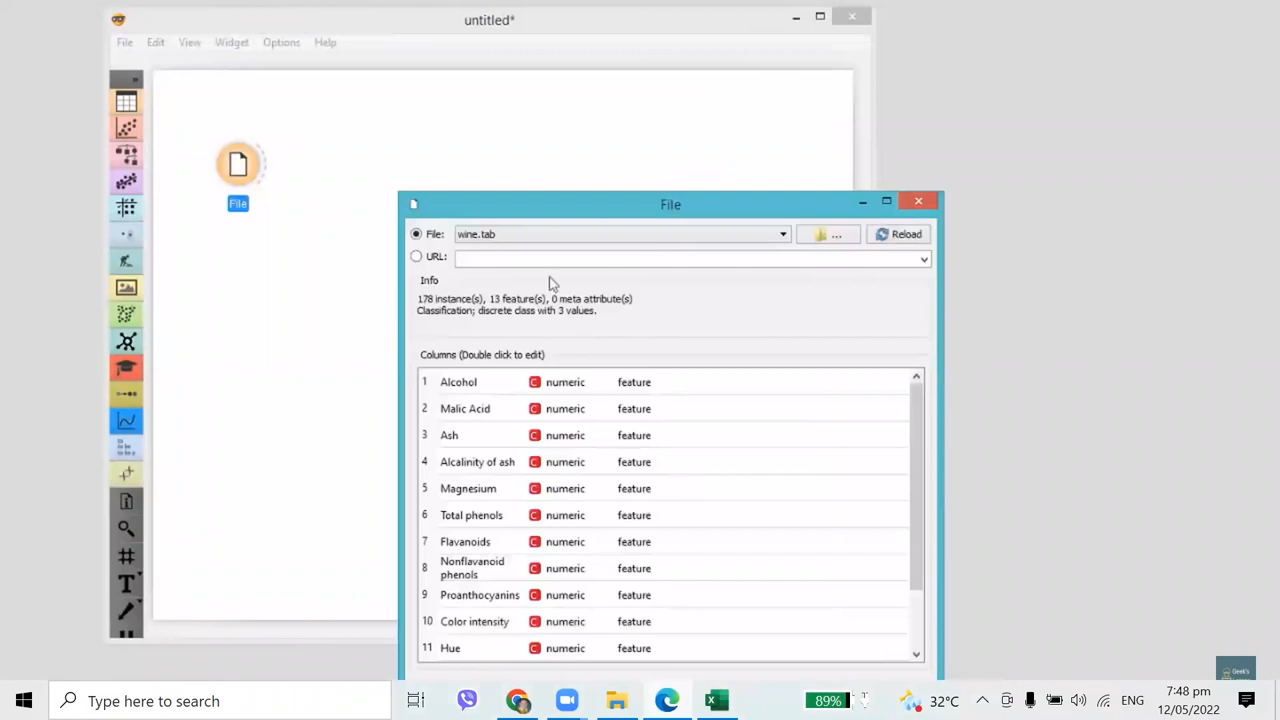 untitled*
File Edit View Widget Options Help
File
File
File: wine.tab ... Reload
URL:
Info
178 instance(s), 13 feature(s), 0 meta attribute(s)
Classification; discrete class with 3 values.
Columns (Double click to edit)
1 Alcohol C numeric feature
2 Malic Acid C numeric feature
3 Ash C numeric feature
4 Alcalinity of ash C numeric feature
5 Magnesium C numeric feature
6 Total phenols C numeric feature
7 Flavanoids C numeric feature
8 Nonflavanoid phenols C numeric feature
9 Proanthocyanins C numeric feature
10 Color intensity C numeric feature
11 Hue C numeric feature
Geek's
Type here to search
89%
32°C
ENG
7:48 pm
12/05/2022